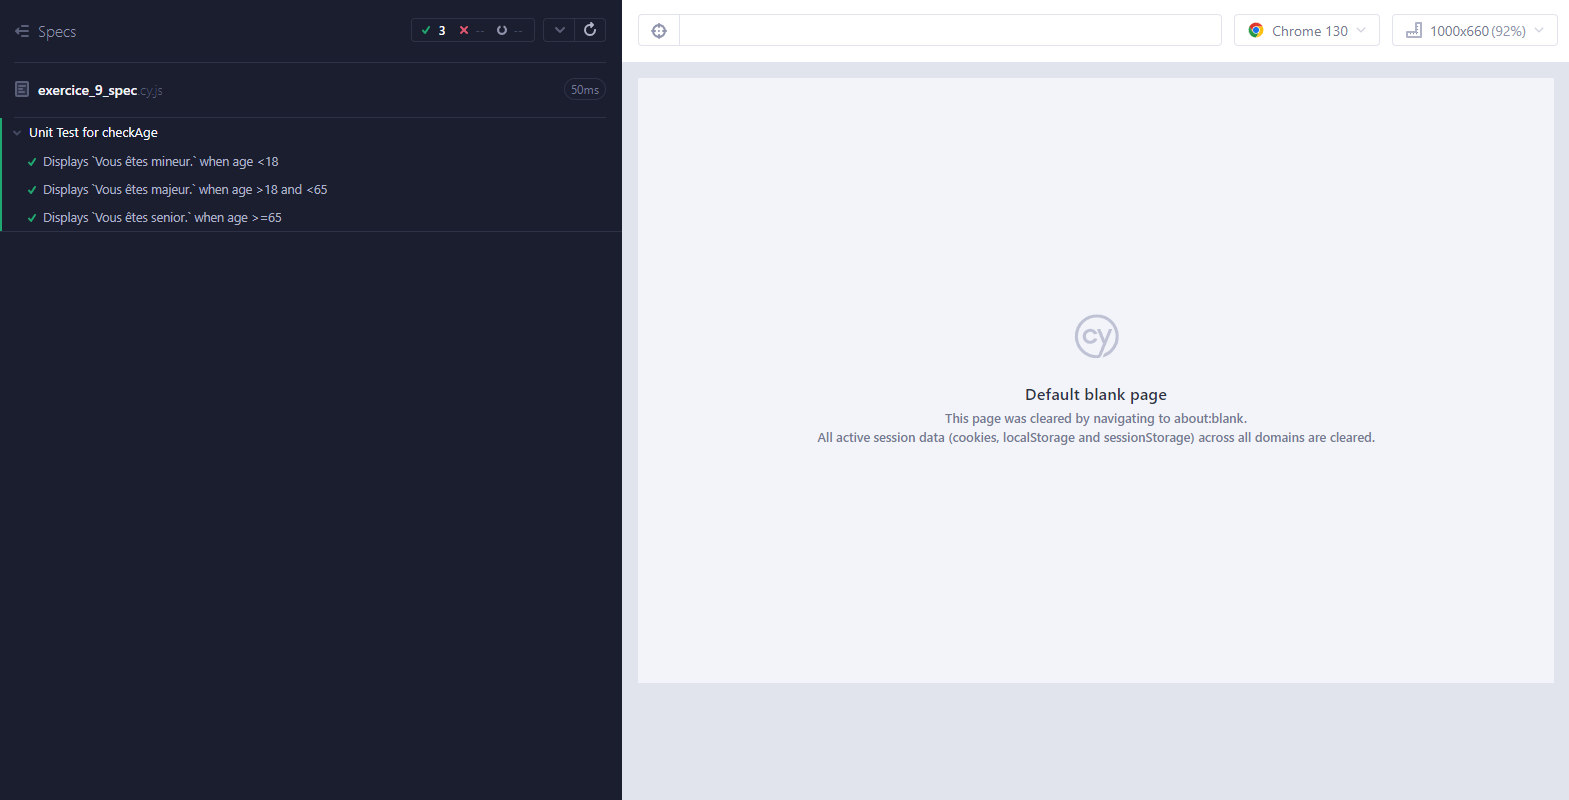 Specs
3 -- --
exercice_9_spec.cy.js 50ms
Unit Test for checkAge
Displays `Vous êtes mineur.` when age <18
Displays `Vous êtes majeur.` when age >18 and <65
Displays `Vous êtes senior.` when age >=65
Chrome 130
1000x660 (92%)
cy
Default blank page
This page was cleared by navigating to about:blank.
All active session data (cookies, localStorage and sessionStorage) across all domains are cleared.